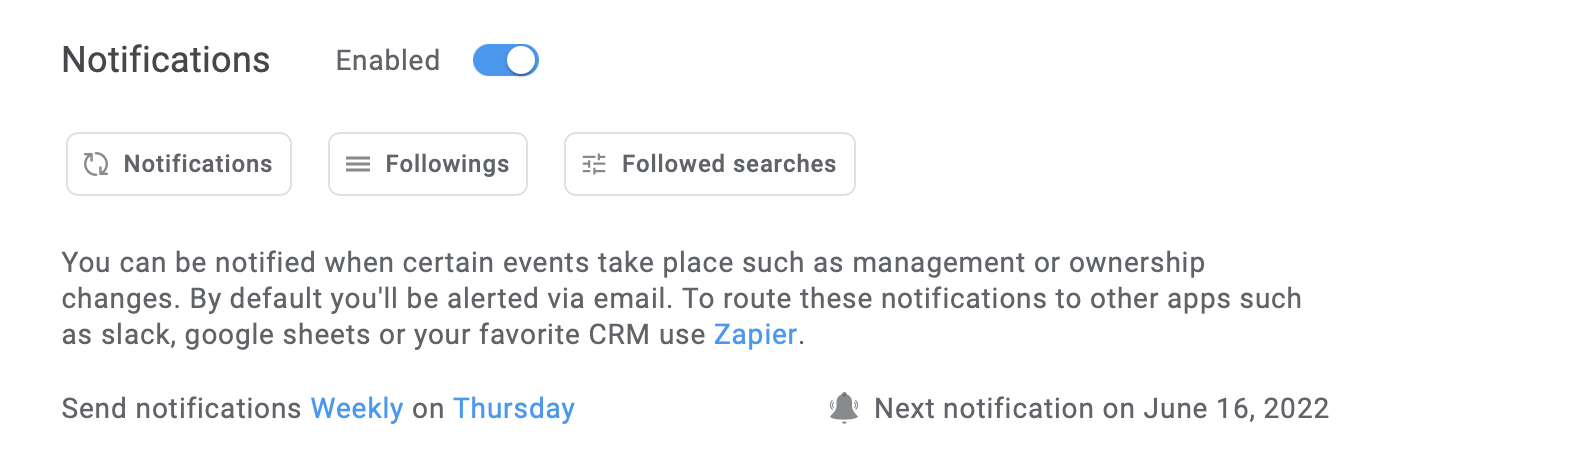 Notifications Enabled
Notifications Followings Followed searches
You can be notified when certain events take place such as management or ownership
changes. By default you'll be alerted via email. To route these notifications to other apps such
as slack, google sheets or your favorite CRM use Zapier.
Send notifications Weekly on Thursday Next notification on June 16, 2022